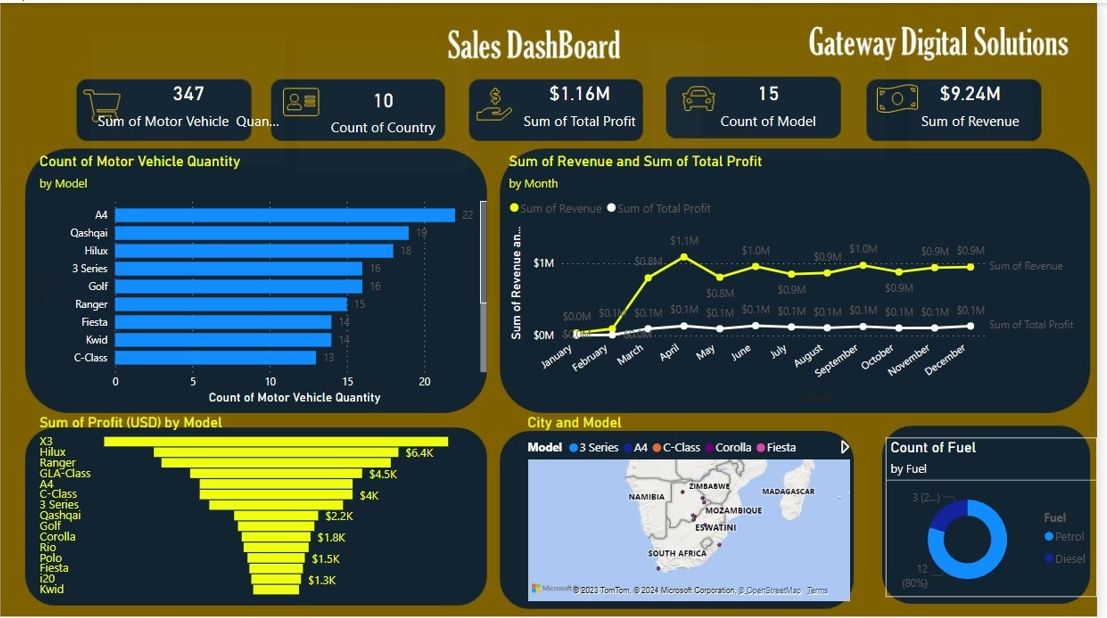 Sales DashBoard
Gateway Digital Solutions
347
Sum of Motor Vehicle Quan...
10
Count of Country
$1.16M
Sum of Total Profit
15
Count of Model
$9.24M
Sum of Revenue
Count of Motor Vehicle Quantity
by Model
A4
22
Qashqai
19
Hilux
18
3 Series
16
Golf
16
Ranger
15
Fiesta
14
Kwid
14
C-Class
13
0
5
10
15
20
Count of Motor Vehicle Quantity
Sum of Revenue and Sum of Total Profit
by Month
Sum of Revenue
Sum of Total Profit
Sum of Revenue an...
$1M
$0M
$0.0M
$0.1M
$0.8M
$1.1M
$0.8M
$1.0M
$0.9M
$0.9M
$1.0M
$0.9M
$0.9M
$0.9M
Sum of Revenue
$0.1M
$0.1M
$0.1M
$0.1M
$0.1M
$0.1M
$0.1M
$0.1M
$0.1M
$0.1M
Sum of Total Profit
January
February
March
April
May
June
July
August
September
October
November
December
Sum of Profit (USD) by Model
X3
Hilux
$6.4K
Ranger
GLA-Class
$4.5K
A4
C-Class
$4K
3 Series
Qashqai
$2.2K
Golf
Corolla
$1.8K
Rio
Polo
$1.5K
Fiesta
i20
$1.3K
Kwid
City and Model
Model
3 Series
A4
C-Class
Corolla
Fiesta
ZIMBABWE
NAMIBIA
MADAGASCAR
MOZAMBIQUE
ESWATINI
SOUTH AFRICA
Microsoft
© 2023 TomTom, © 2024 Microsoft Corporation, © OpenStreetMap Terms
Count of Fuel
by Fuel
3 (2...)
12
(80%)
Fuel
Petrol
Diesel